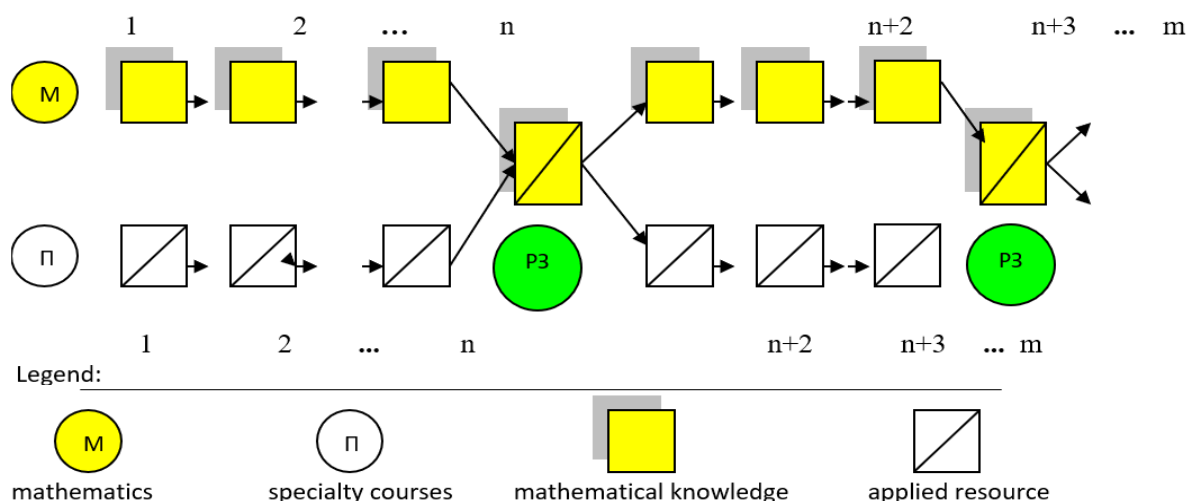 1 2 ... n n+2 n+3 ... m
М
П
РЗ РЗ
1 2 ... n n+2 n+3 ... m
Legend:
М П
mathematics specialty courses mathematical knowledge applied resource